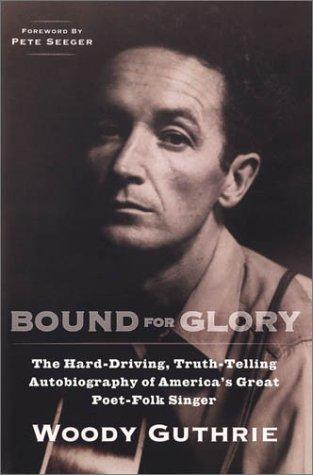 FOREWORD BY
PETE SEEGER
BOUND FOR GLORY
The Hard-Driving, Truth-Telling
Autobiography of America's Great
Poet-Folk Singer
WOODY GUTHRIE